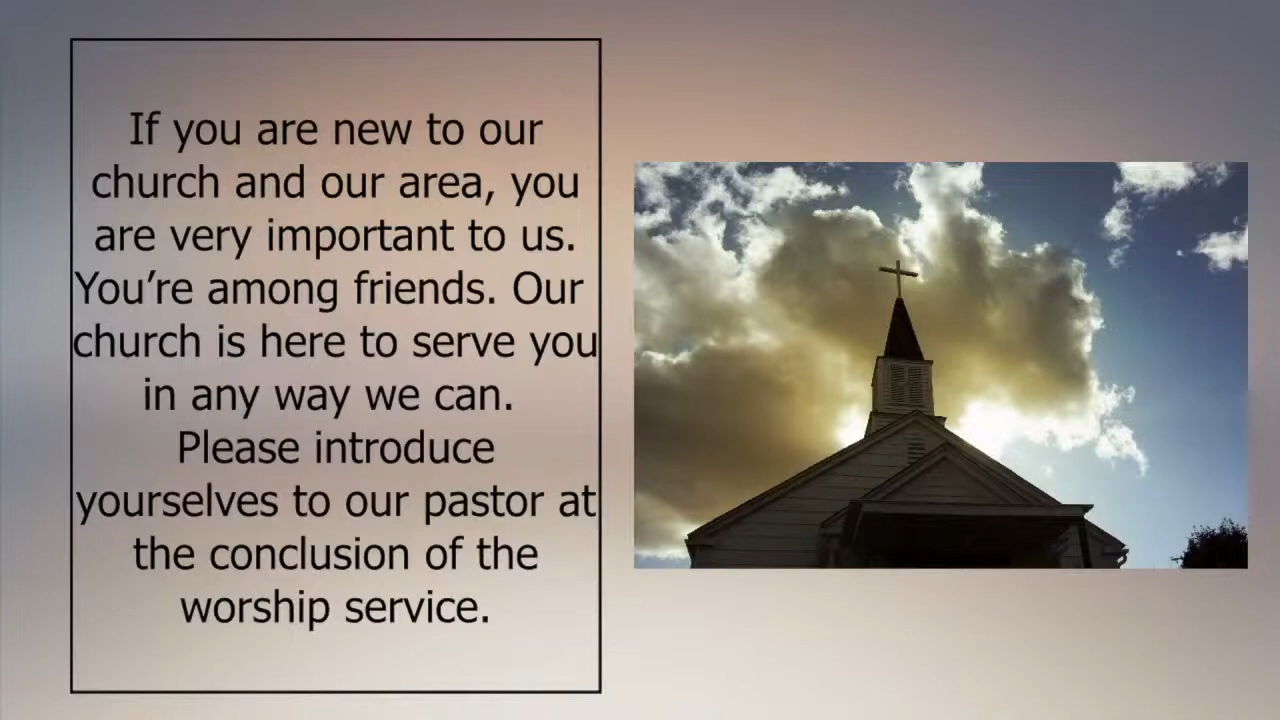 If you are new to our
church and our area, you
are very important to us.
You’re among friends. Our
church is here to serve you
in any way we can.
Please introduce
yourselves to our pastor at
the conclusion of the
worship service.